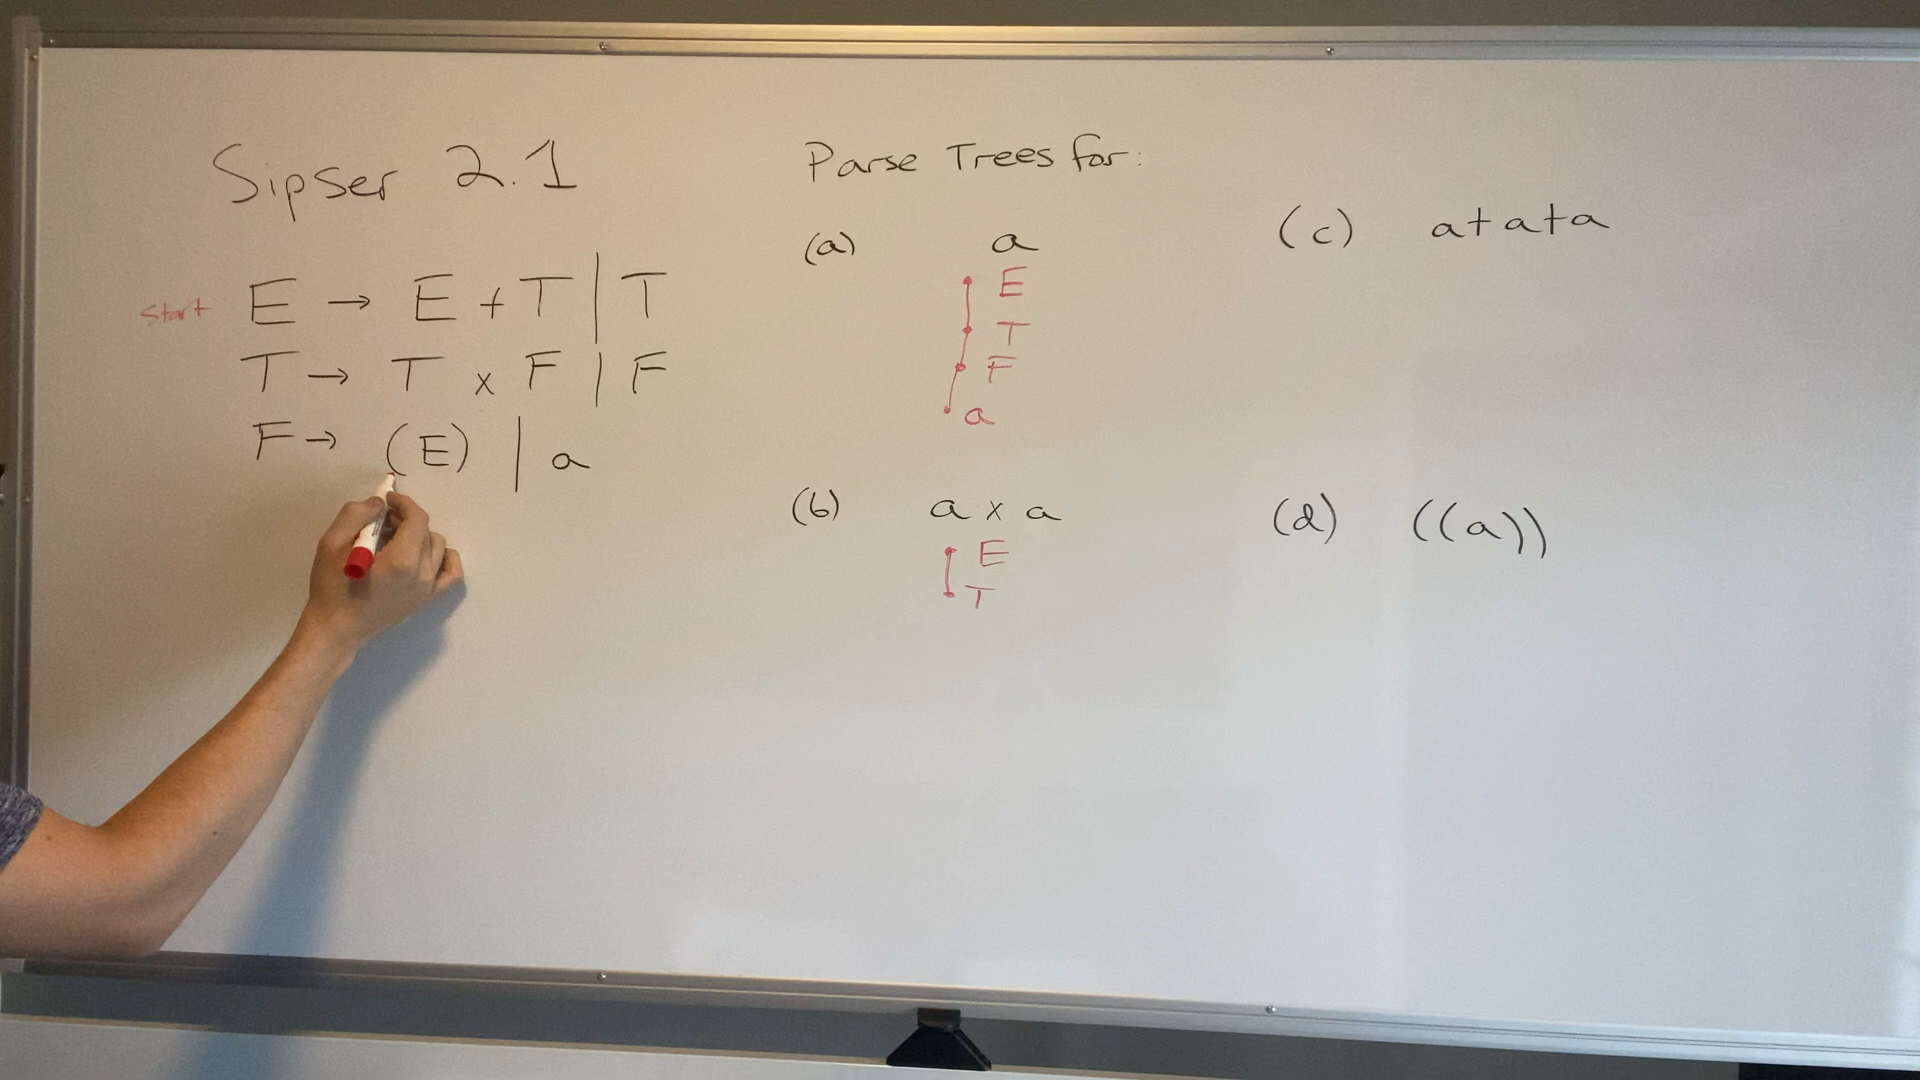 Sipser 2.1
start E → E + T | T
T → T x F | F
F → (E) | a
Parse Trees for:
(a) a
E
T
F
a
(b) a x a
E
T
(c) a+a+a
(d) ((a))